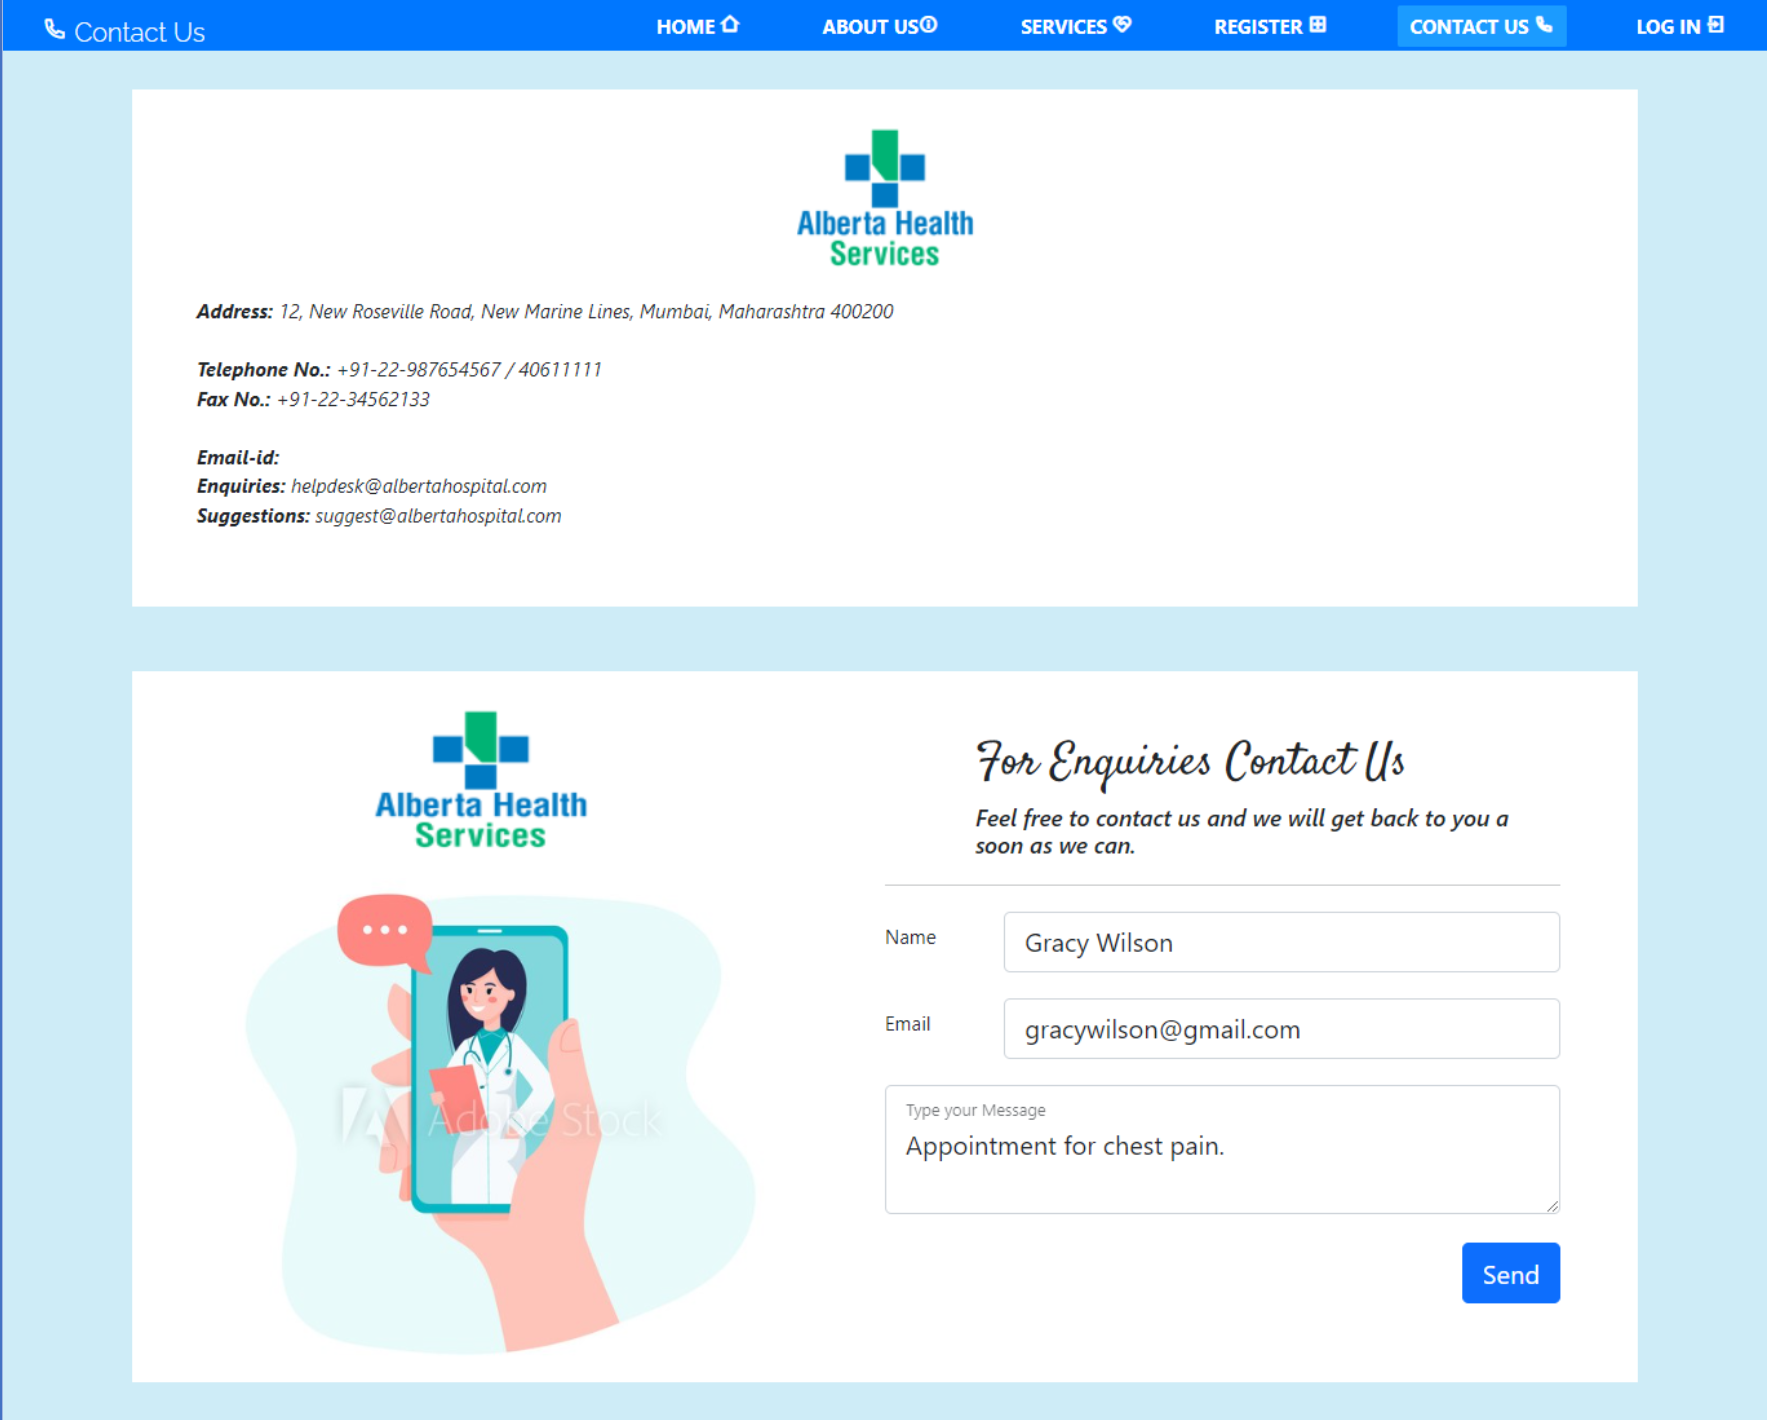 Contact Us
HOME
ABOUT US
SERVICES
REGISTER
CONTACT US
LOG IN
Alberta Health
Services
Address: 12, New Roseville Road, New Marine Lines, Mumbai, Maharashtra 400200
Telephone No.: +91-22-987654567 / 40611111
Fax No.: +91-22-34562133
Email-id:
Enquiries: helpdesk@albertahospital.com
Suggestions: suggest@albertahospital.com
Alberta Health
Services
Adobe Stock
For Enquiries Contact Us
Feel free to contact us and we will get back to you a
soon as we can.
Name
Gracy Wilson
Email
gracywilson@gmail.com
Type your Message
Appointment for chest pain.
Send